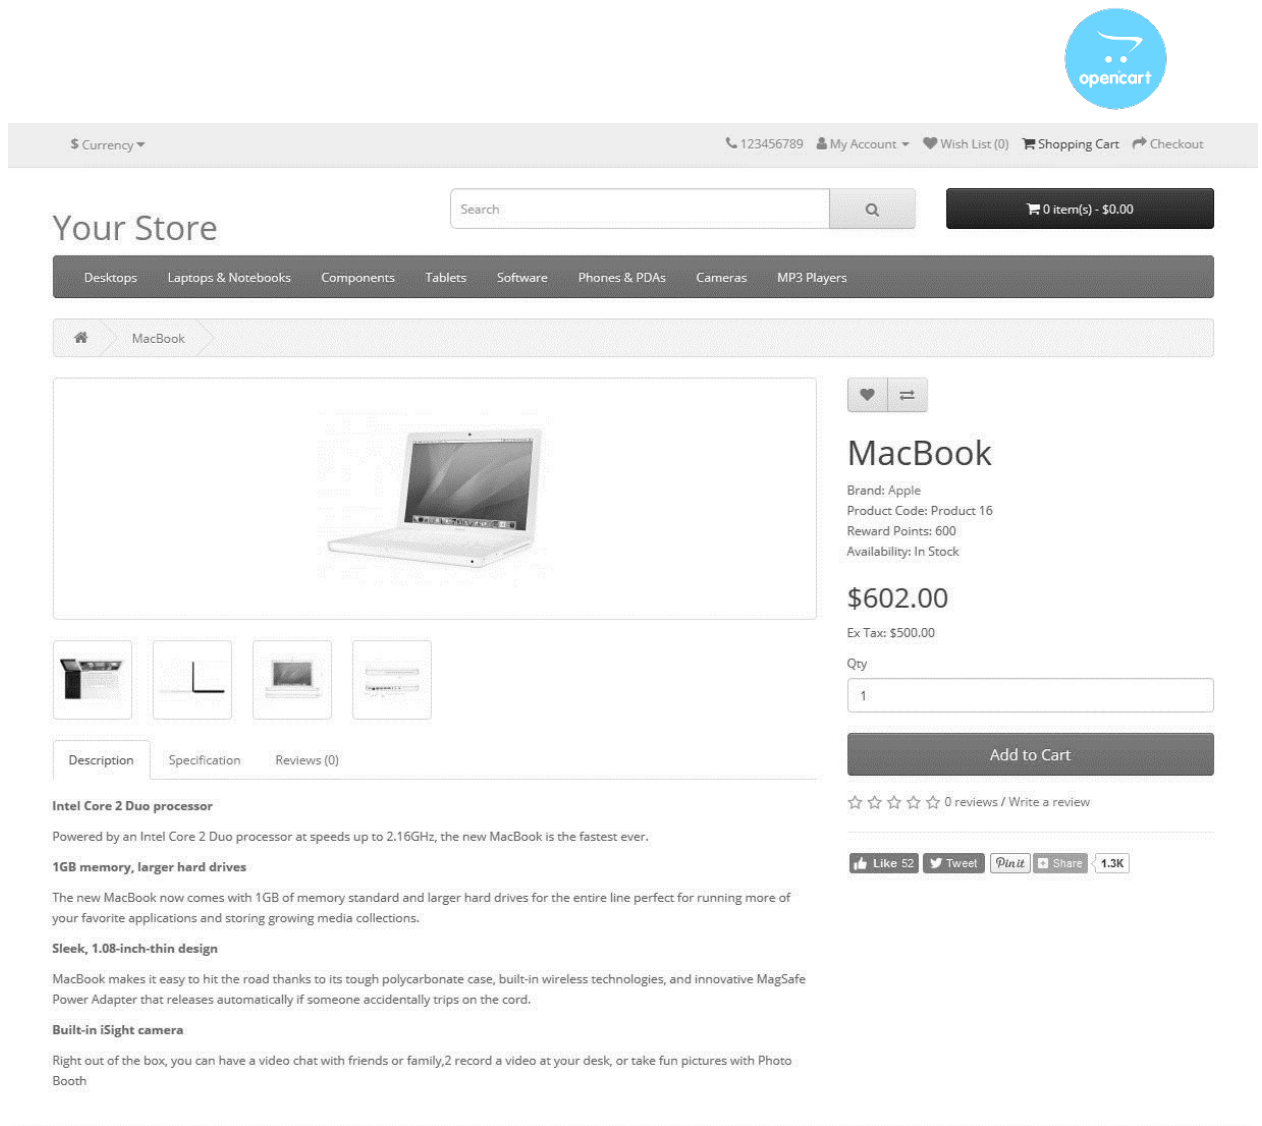 opencart
$ Currency
123456789 My Account Wish List (0) Shopping Cart Checkout
Your Store
Search
0 item(s) - $0.00
Desktops Laptops & Notebooks Components Tablets Software Phones & PDAs Cameras MP3 Players
MacBook
MacBook
Brand: Apple
Product Code: Product 16
Reward Points: 600
Availability: In Stock
$602.00
Ex Tax: $500.00
Qty
1
Add to Cart
0 reviews / Write a review
Like 52 Tweet Pin it Share 1.3K
Description Specification Reviews (0)
Intel Core 2 Duo processor
Powered by an Intel Core 2 Duo processor at speeds up to 2.16GHz, the new MacBook is the fastest ever.
1GB memory, larger hard drives
The new MacBook now comes with 1GB of memory standard and larger hard drives for the entire line perfect for running more of
your favorite applications and storing growing media collections.
Sleek, 1.08-inch-thin design
MacBook makes it easy to hit the road thanks to its tough polycarbonate case, built-in wireless technologies, and innovative MagSafe
Power Adapter that releases automatically if someone accidentally trips on the cord.
Built-in iSight camera
Right out of the box, you can have a video chat with friends or family,2 record a video at your desk, or take fun pictures with Photo
Booth